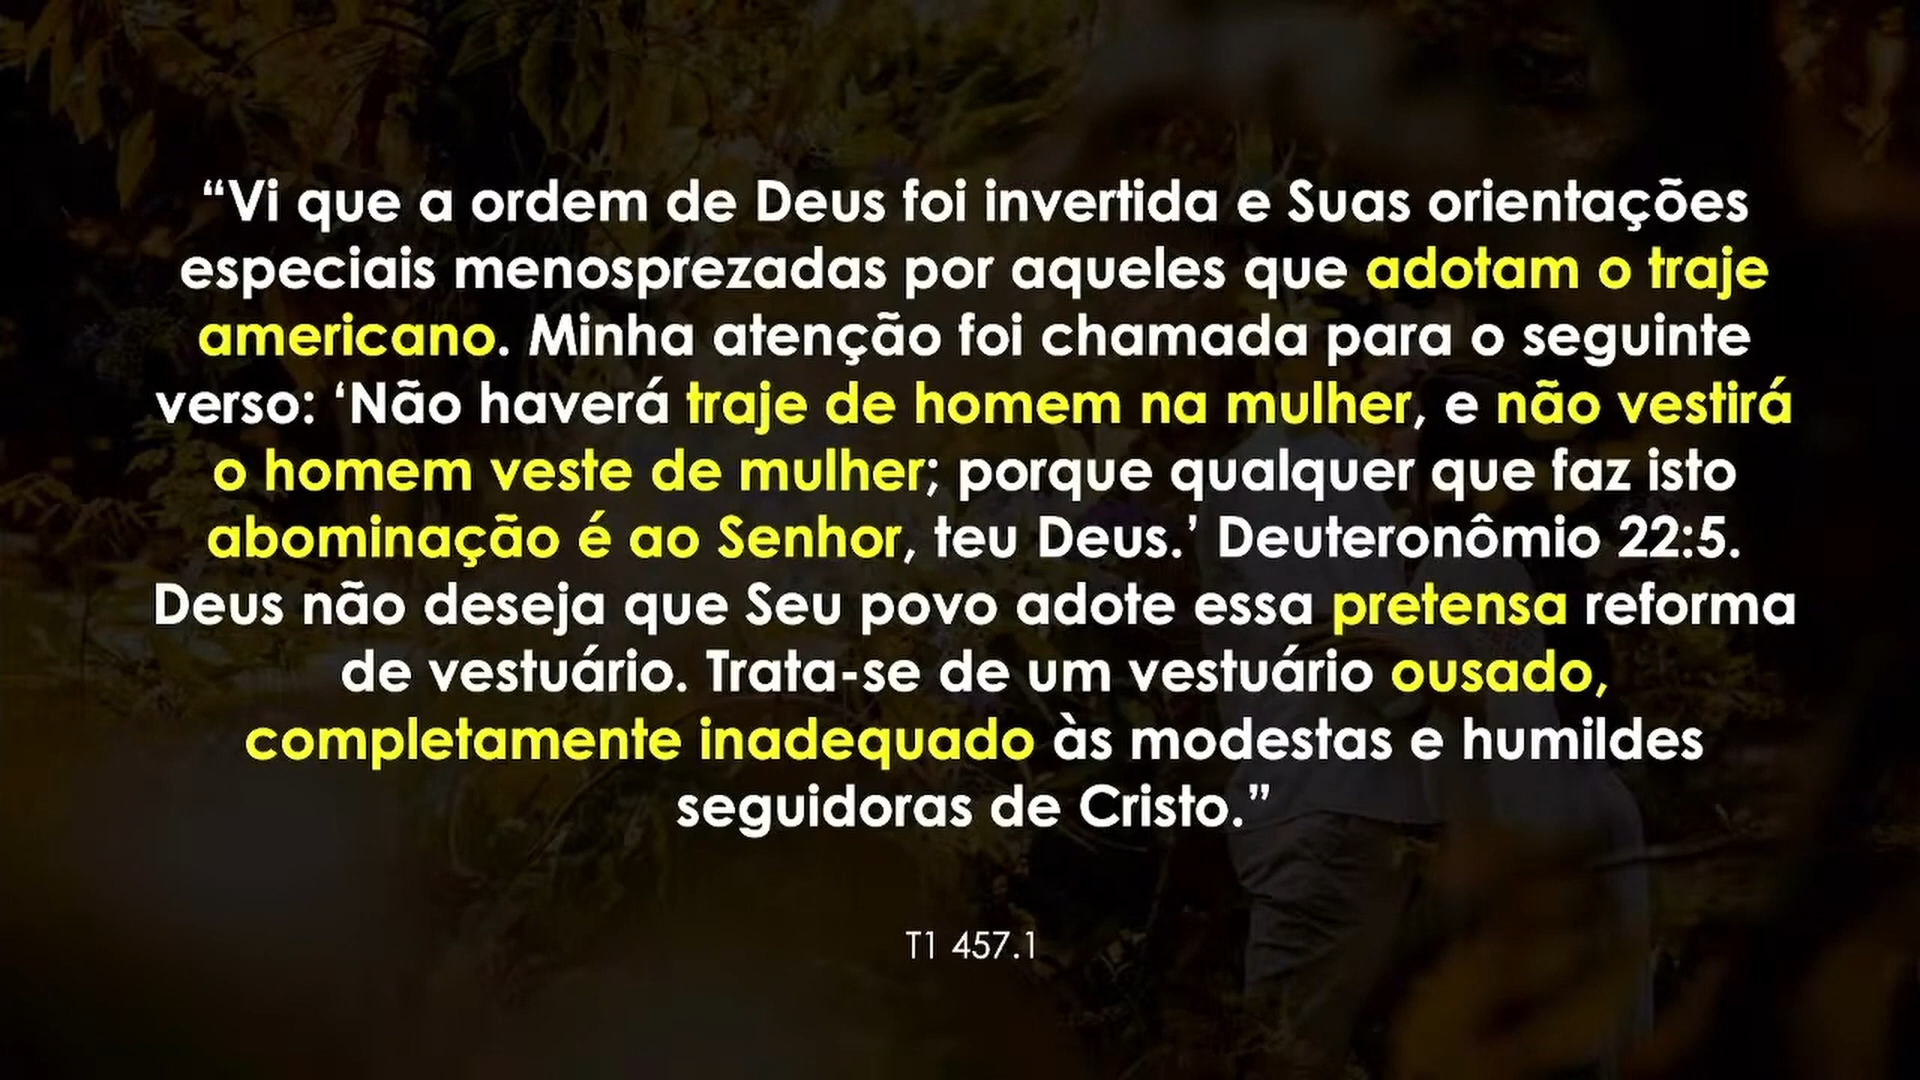 “Vi que a ordem de Deus foi invertida e Suas orientações
especiais menosprezadas por aqueles que adotam o traje
americano. Minha atenção foi chamada para o seguinte
verso: ‘Não haverá traje de homem na mulher, e não vestirá
o homem veste de mulher; porque qualquer que faz isto
abominação é ao Senhor, teu Deus.’ Deuteronômio 22:5.
Deus não deseja que Seu povo adote essa pretensa reforma
de vestuário. Trata-se de um vestuário ousado,
completamente inadequado às modestas e humildes
seguidoras de Cristo.”
T1 457.1